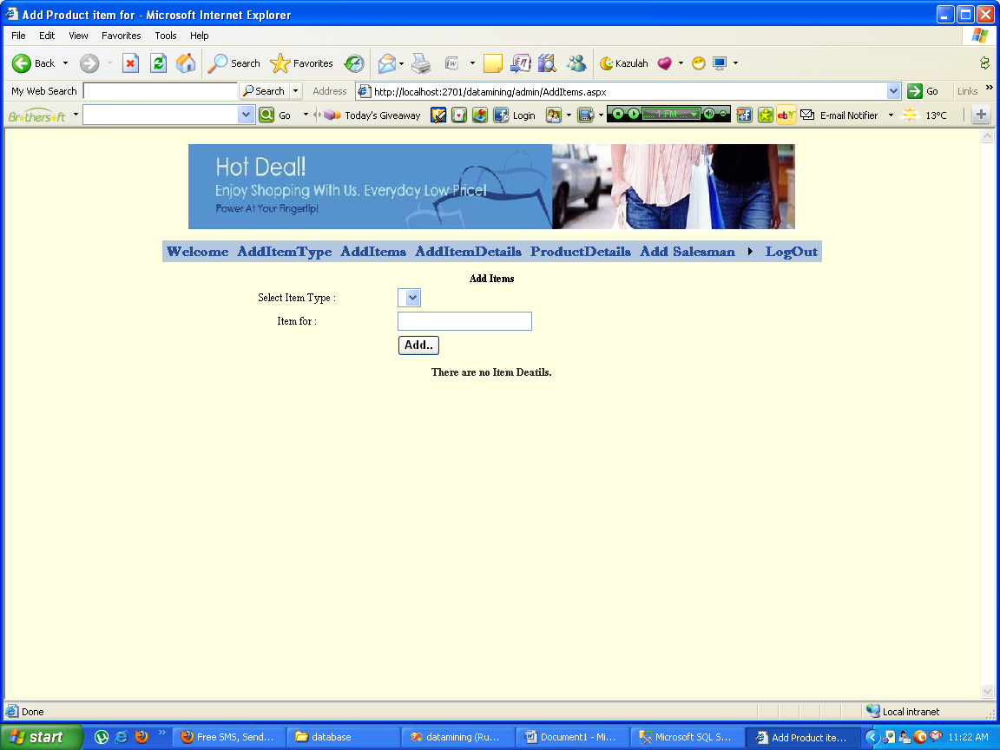 Add Product item for - Microsoft Internet Explorer
File Edit View Favorites Tools Help
Back Search Favorites Kazulah
My Web Search Search Address http://localhost:2701/datamining/admin/AddItems.aspx Go Links »
Br♥thers♥ft Go Today's Giveaway Login ebY E-mail Notifier 13°C
Hot Deal!
Enjoy Shopping With Us. Everyday Low Price!
Power At Your Fingertip!
Welcome AddItemType AddItems AddItemDetails ProductDetails Add Salesman LogOut
Add Items
Select Item Type :
Item for :
Add..
There are no Item Deatils.
Done Local intranet
start » Free SMS, Send... database datamining (Ru... Document1 - Mi... Microsoft SQL S... Add Product ite... 11:22 AM